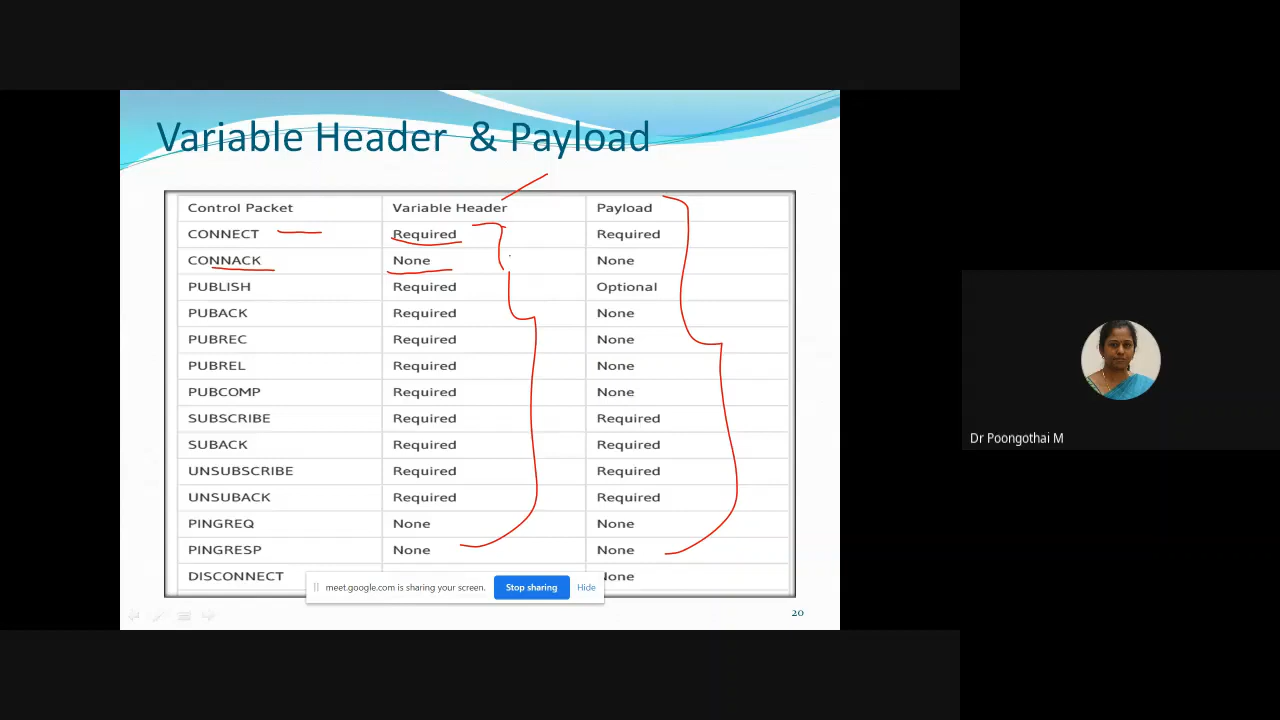 Variable Header & Payload
Control Packet Variable Header Payload
CONNECT Required Required
CONNACK None None
PUBLISH Required Optional
PUBACK Required None
PUBREC Required None
PUBREL Required None
PUBCOMP Required None
SUBSCRIBE Required Required
SUBACK Required Required
UNSUBSCRIBE Required Required
UNSUBACK Required Required
PINGREQ None None
PINGRESP None None
DISCONNECT None
meet.google.com is sharing your screen. Stop sharing Hide
20
Dr Poongothai M